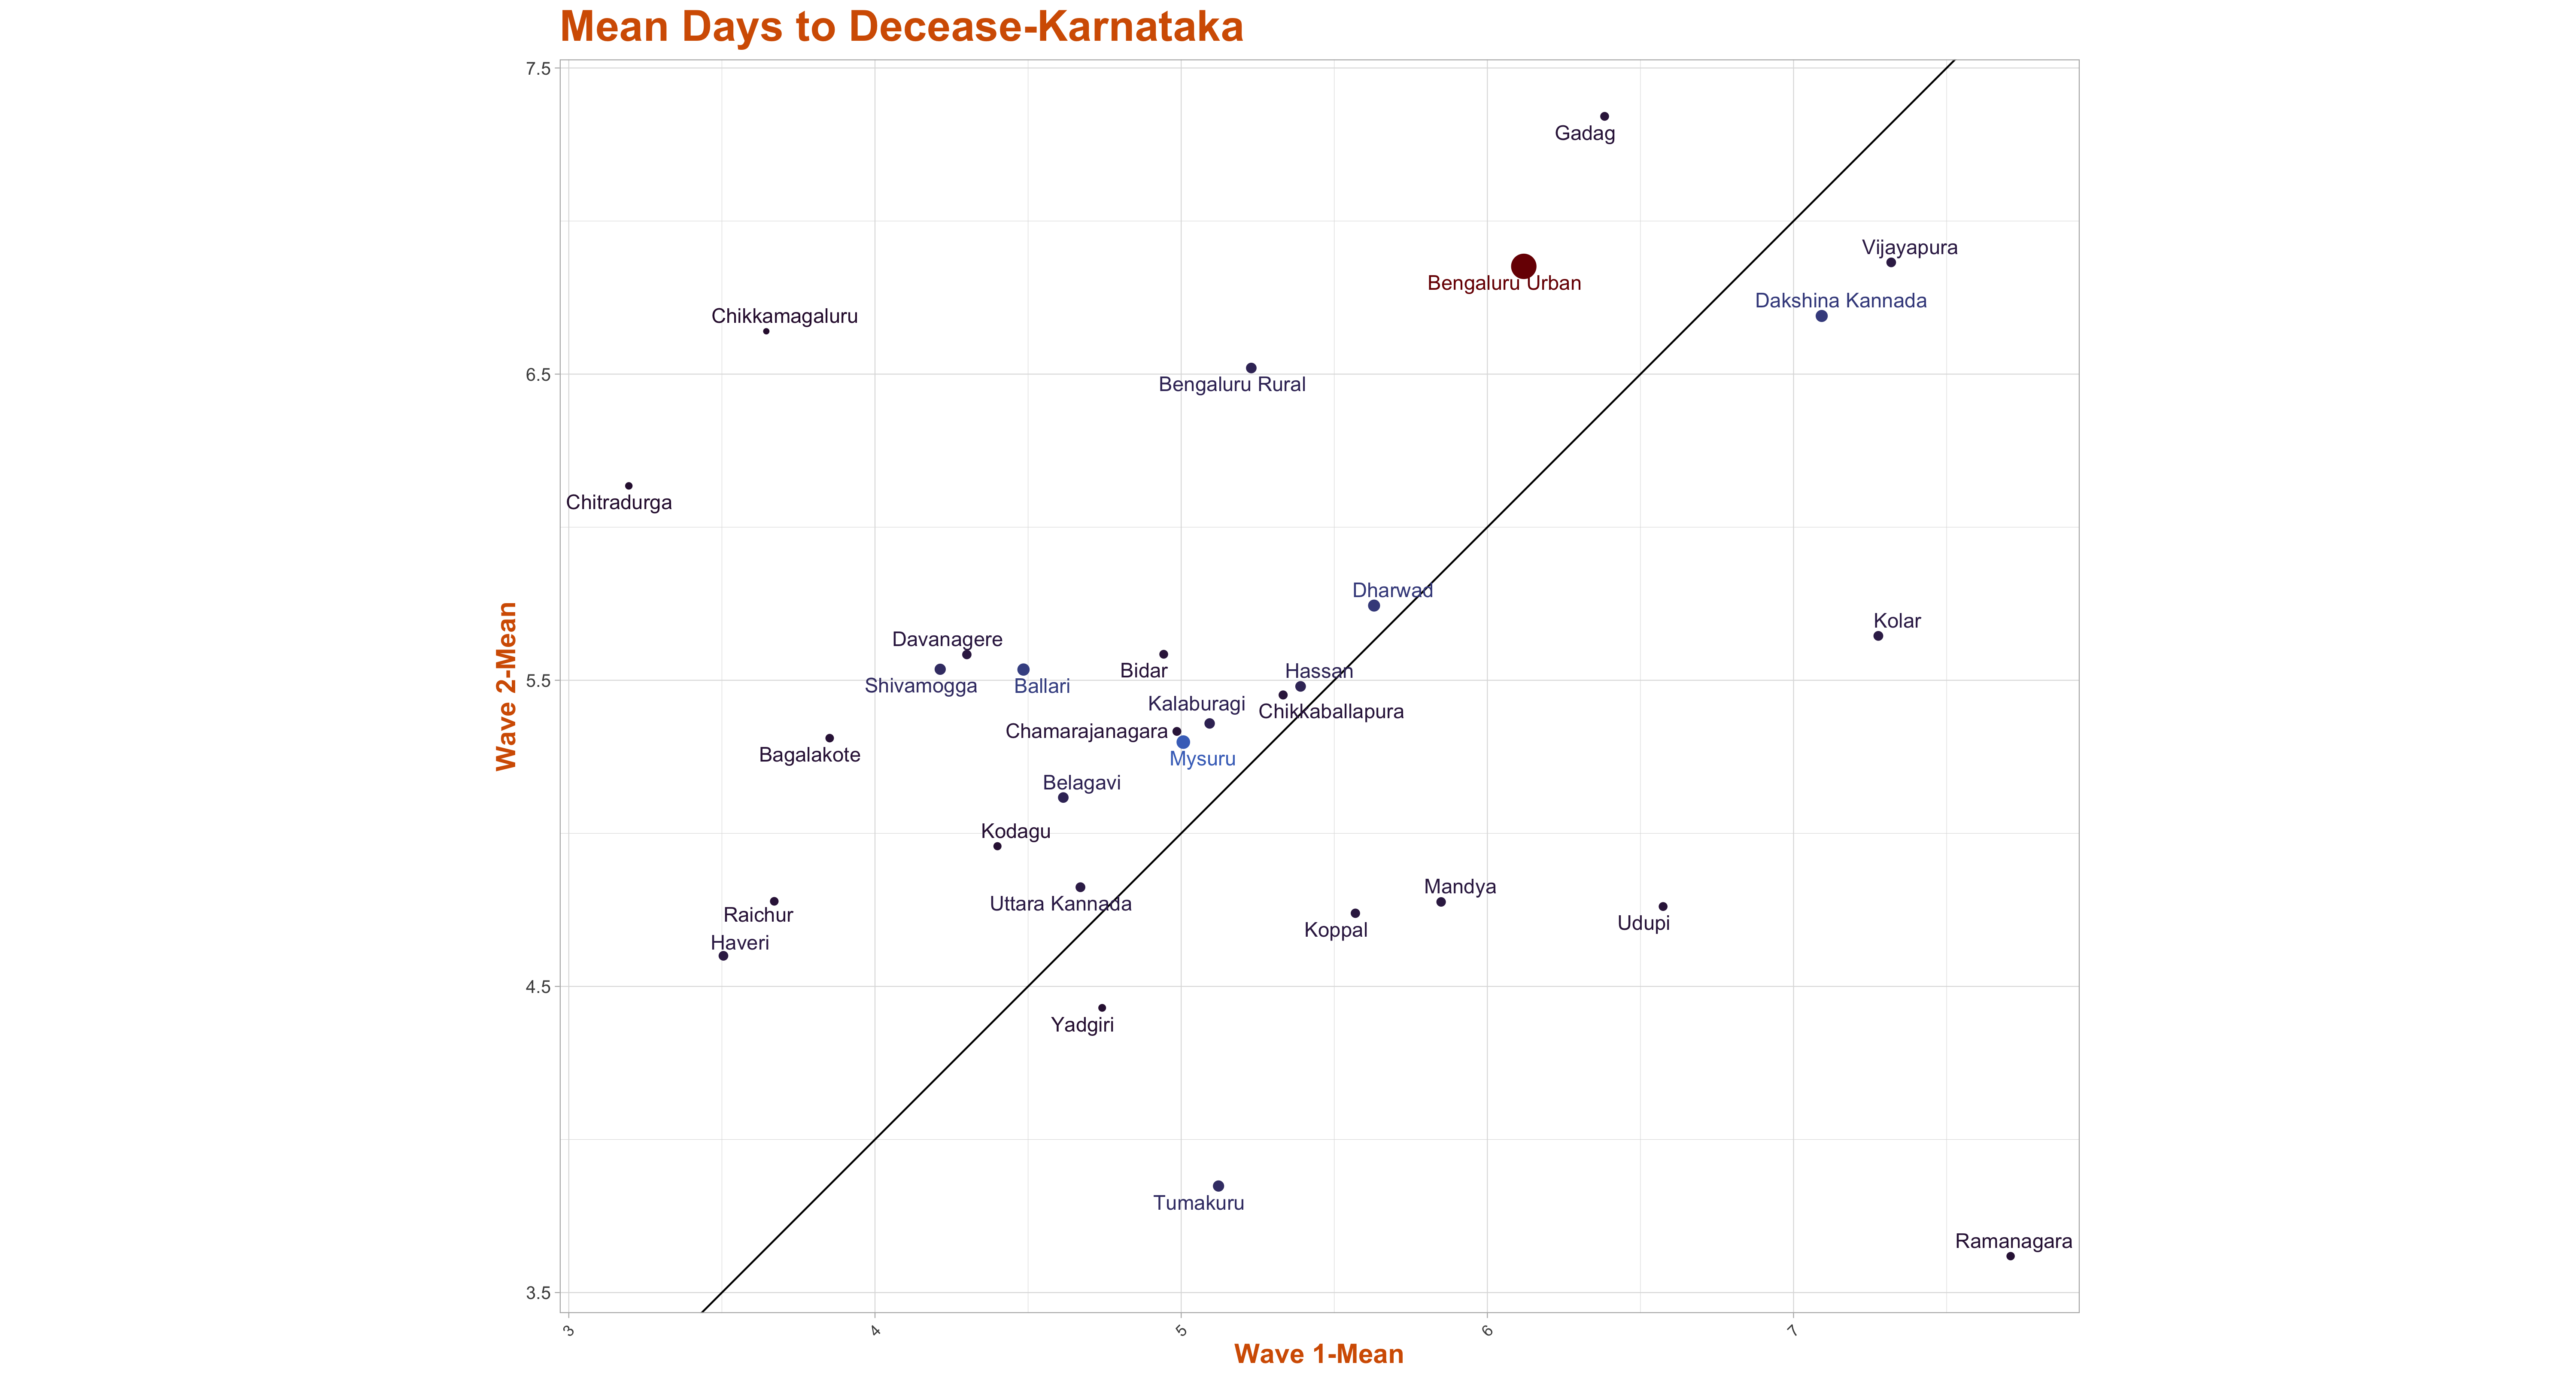 Mean Days to Decease-Karnataka
7.5
Gadag
Vijayapura
Bengaluru Urban
Dakshina Kannada
Chikkamagaluru
6.5
Bengaluru Rural
Chitradurga
Dharwad
Kolar
Davanagere
Bidar
Hassan
5.5
Shivamogga
Ballari
Kalaburagi
Chikkaballapura
Chamarajanagara
Bagalakote
Mysuru
Belagavi
Kodagu
Mandya
Uttara Kannada
Raichur
Udupi
Koppal
Haveri
4.5
Yadgiri
Tumakuru
Ramanagara
3.5
Wave 2-Mean
3
4
5
6
7
Wave 1-Mean